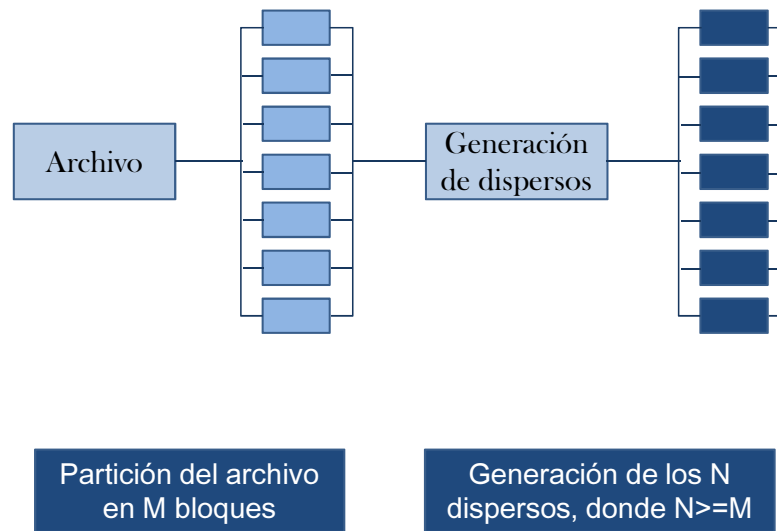 Archivo
Generación
de dispersos
Partición del archivo
en M bloques
Generación de los N
dispersos, donde N>=M